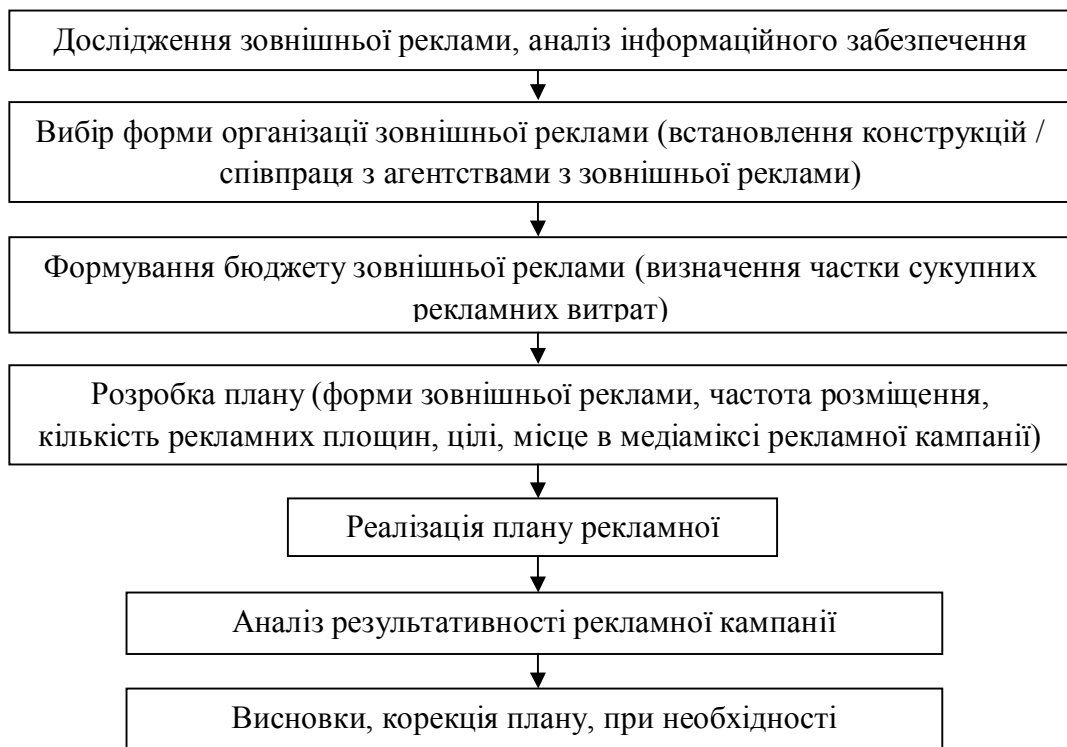 Дослідження зовнішньої реклами, аналіз інформаційного забезпечення
Вибір форми організації зовнішньої реклами (встановлення конструкцій /
співпраця з агентствами з зовнішньої реклами)
Формування бюджету зовнішньої реклами (визначення частки сукупних
рекламних витрат)
Розробка плану (форми зовнішньої реклами, частота розміщення,
кількість рекламних площин, цілі, місце в медіаміксі рекламної кампанії)
Реалізація плану рекламної
Аналіз результативності рекламної кампанії
Висновки, корекція плану, при необхідності